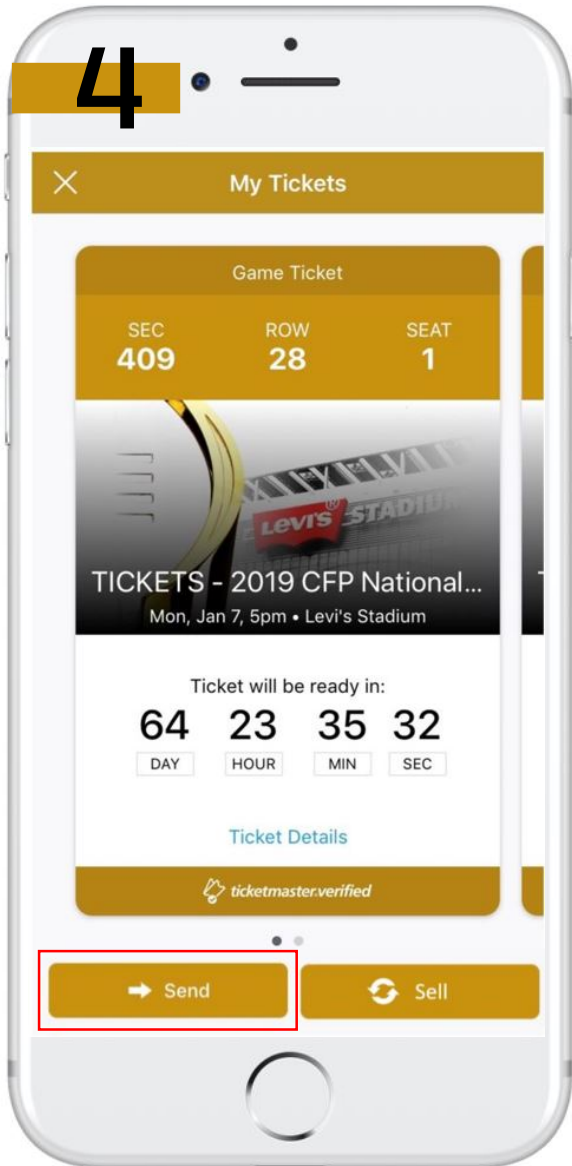 4
My Tickets
Game Ticket
SEC ROW SEAT
409 28 1
LEVI'S® STADIUM
TICKETS - 2019 CFP National...
Mon, Jan 7, 5pm • Levi's Stadium
Ticket will be ready in:
64 23 35 32
DAY HOUR MIN SEC
Ticket Details
ticketmaster.verified
Send Sell